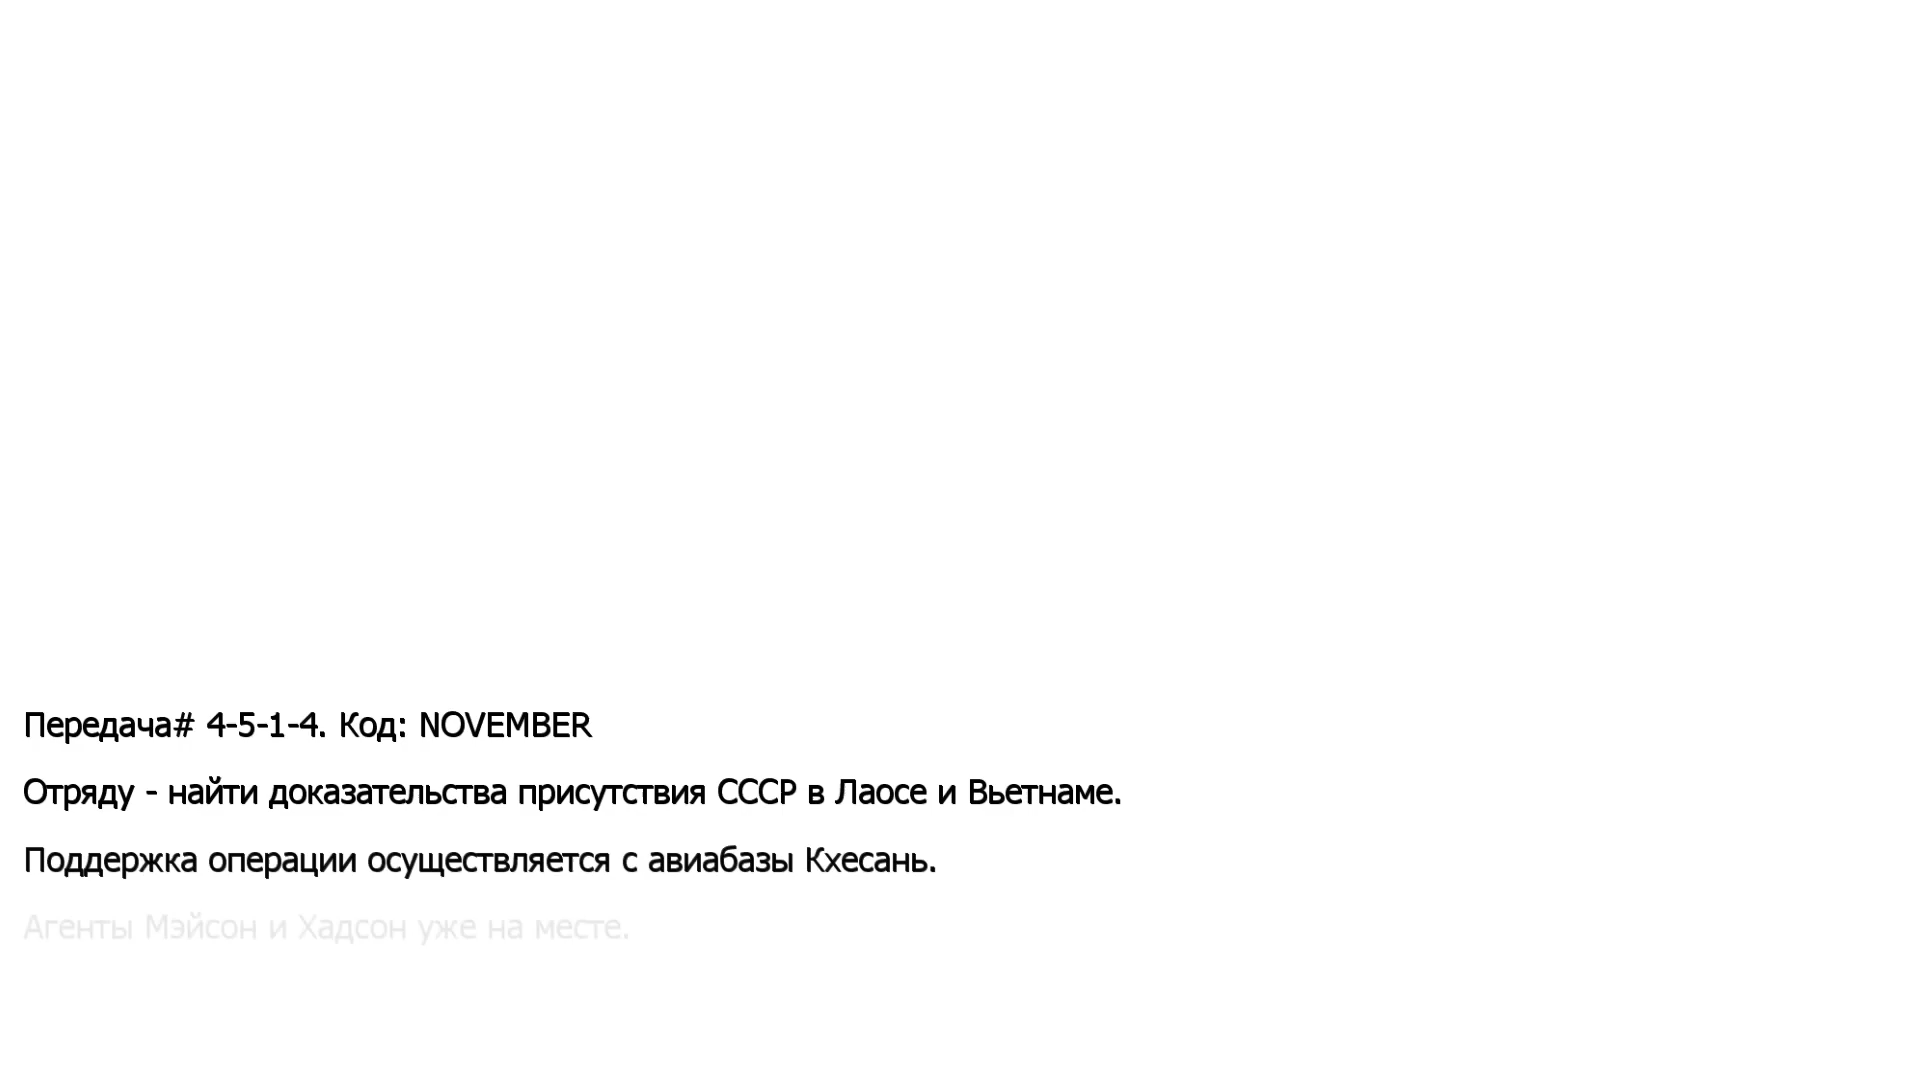 Передача# 4-5-1-4. Код: NOVEMBER
Отряду - найти доказательства присутствия СССР в Лаосе и Вьетнаме.
Поддержка операции осуществляется с авиабазы Кхесань.
Агенты Мэйсон и Хадсон уже на месте.